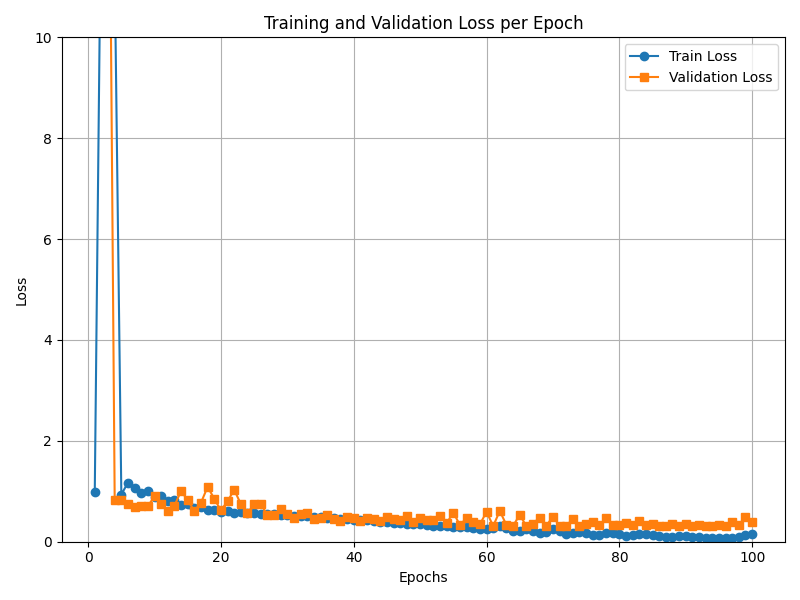 Training and Validation Loss per Epoch
Train Loss
Validation Loss
Loss
10
8
6
4
2
0
0 20 40 60 80 100
Epochs